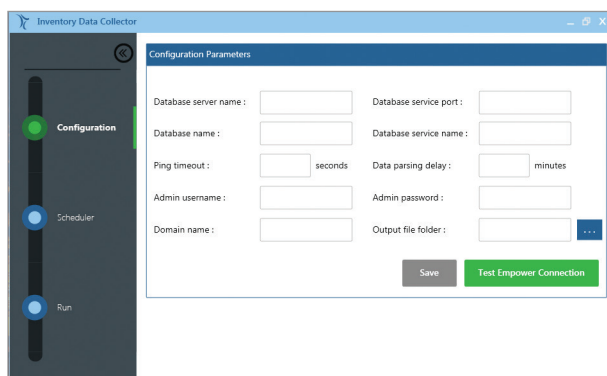 Inventory Data Collector
Configuration Parameters
Database server name :
Database service port :
Configuration
Database name :
Database service name :
Ping timeout :
seconds
Data parsing delay :
minutes
Admin username :
Admin password :
Scheduler
Domain name :
Output file folder :
...
Save
Test Empower Connection
Run